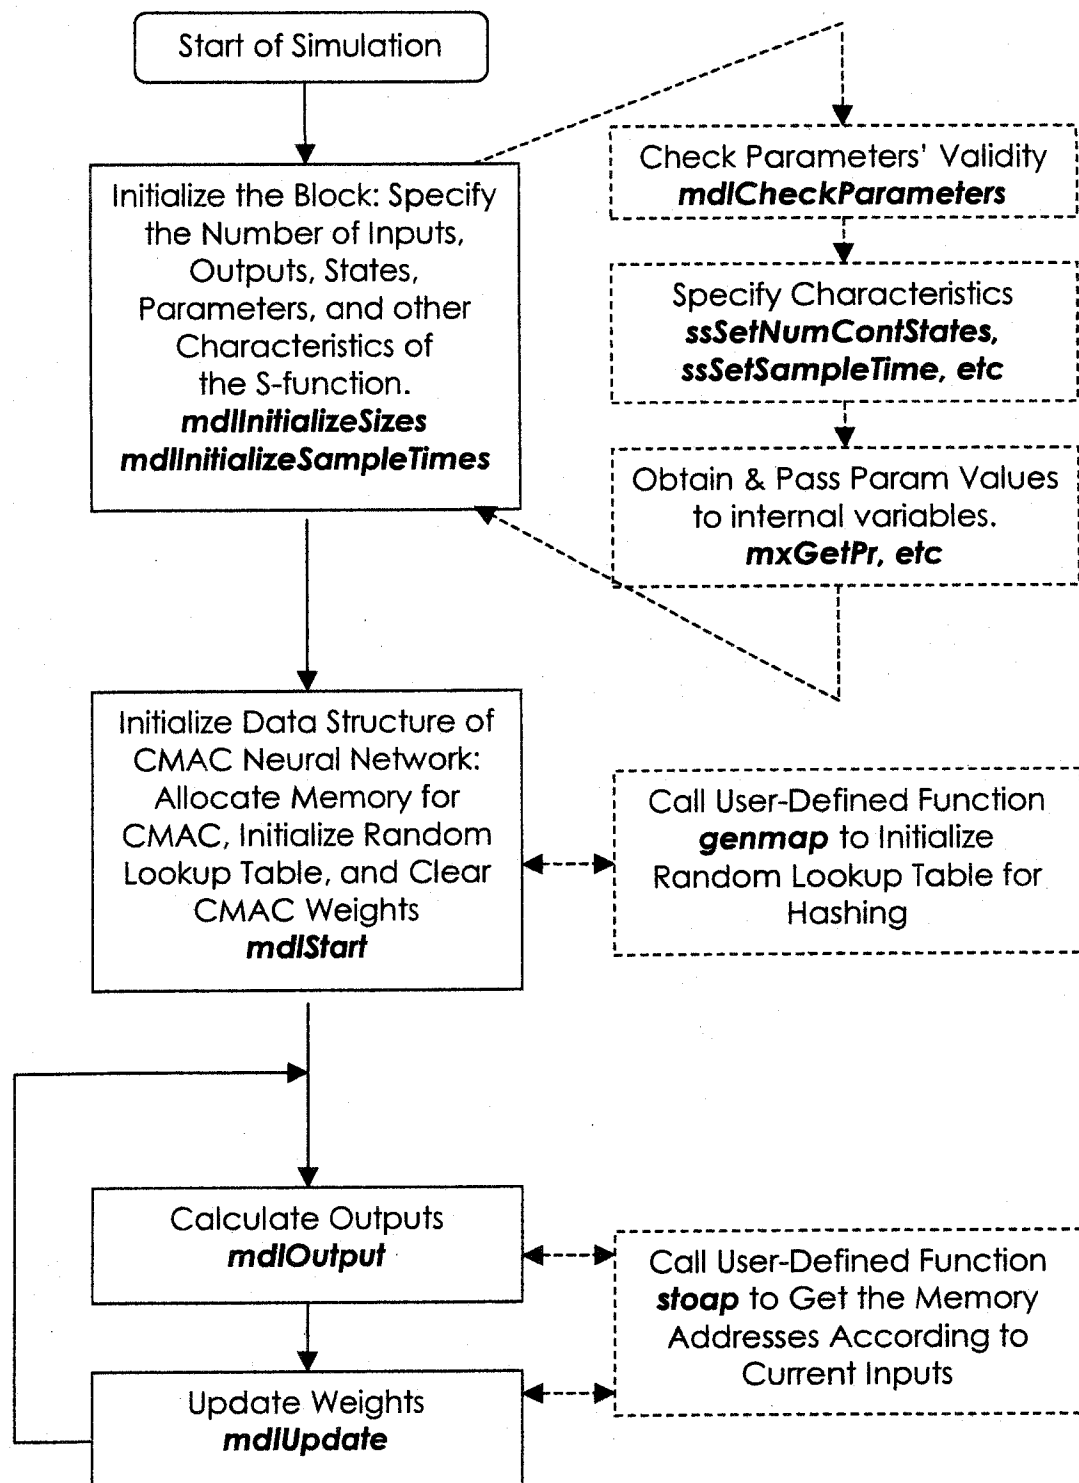 Start of Simulation
Initialize the Block: Specify
the Number of Inputs,
Outputs, States,
Parameters, and other
Characteristics of
the S-function.
mdlInitializeSizes
mdlInitializeSampleTimes
Check Parameters' Validity
mdlCheckParameters
Specify Characteristics
ssSetNumContStates,
ssSetSampleTime, etc
Obtain & Pass Param Values
to internal variables.
mxGetPr, etc
Initialize Data Structure of
CMAC Neural Network:
Allocate Memory for
CMAC, Initialize Random
Lookup Table, and Clear
CMAC Weights
mdlStart
Call User-Defined Function
genmap to Initialize
Random Lookup Table for
Hashing
Calculate Outputs
mdlOutput
Call User-Defined Function
stoap to Get the Memory
Addresses According to
Current Inputs
Update Weights
mdlUpdate